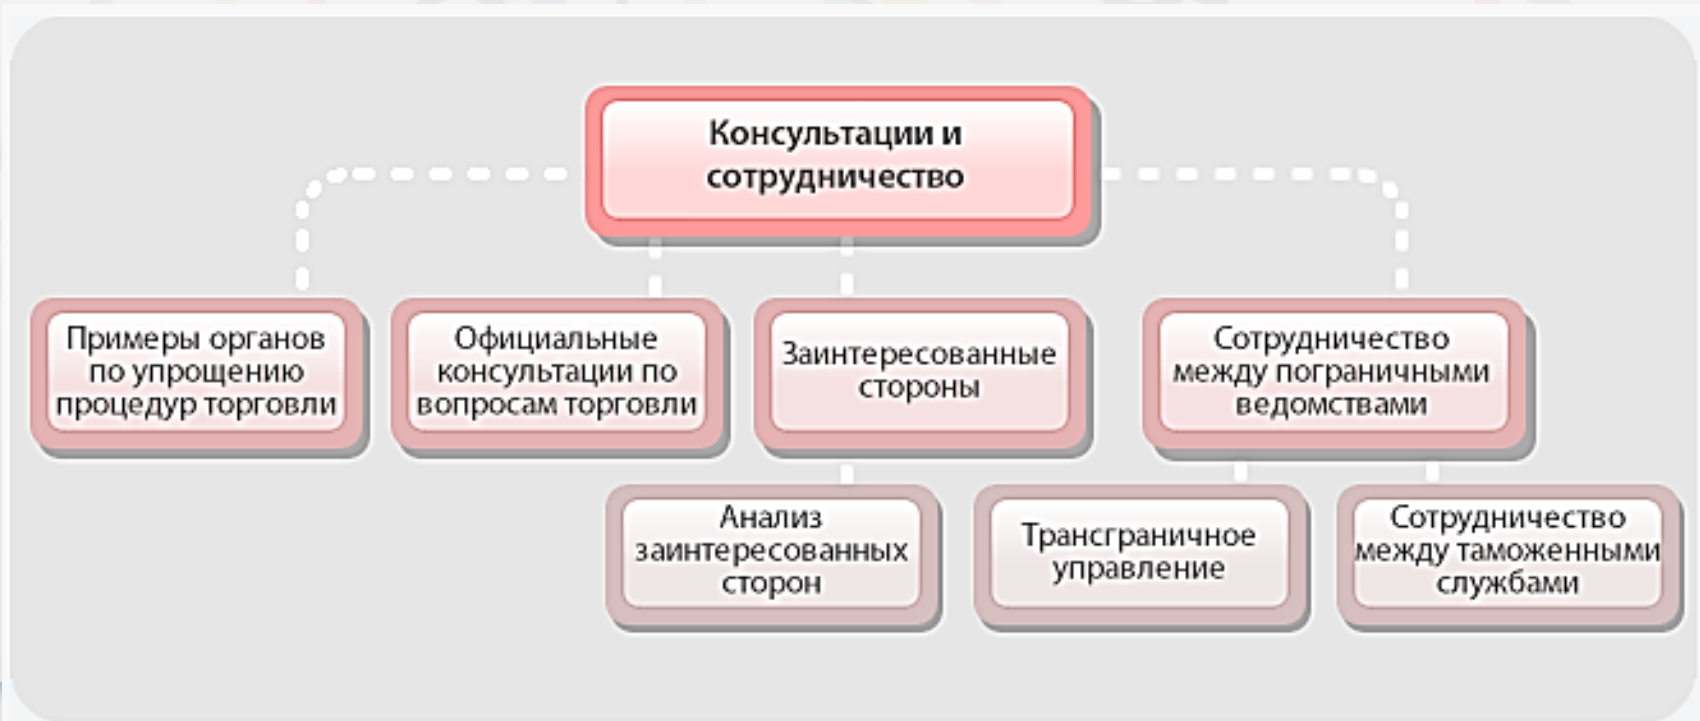 Консультации и
сотрудничество
Примеры органов
по упрощению
процедур торговли
Официальные
консультации по
вопросам торговли
Заинтересованные
стороны
Сотрудничество
между пограничными
ведомствами
Анализ
заинтересованных
сторон
Трансграничное
управление
Сотрудничество
между таможенными
службами